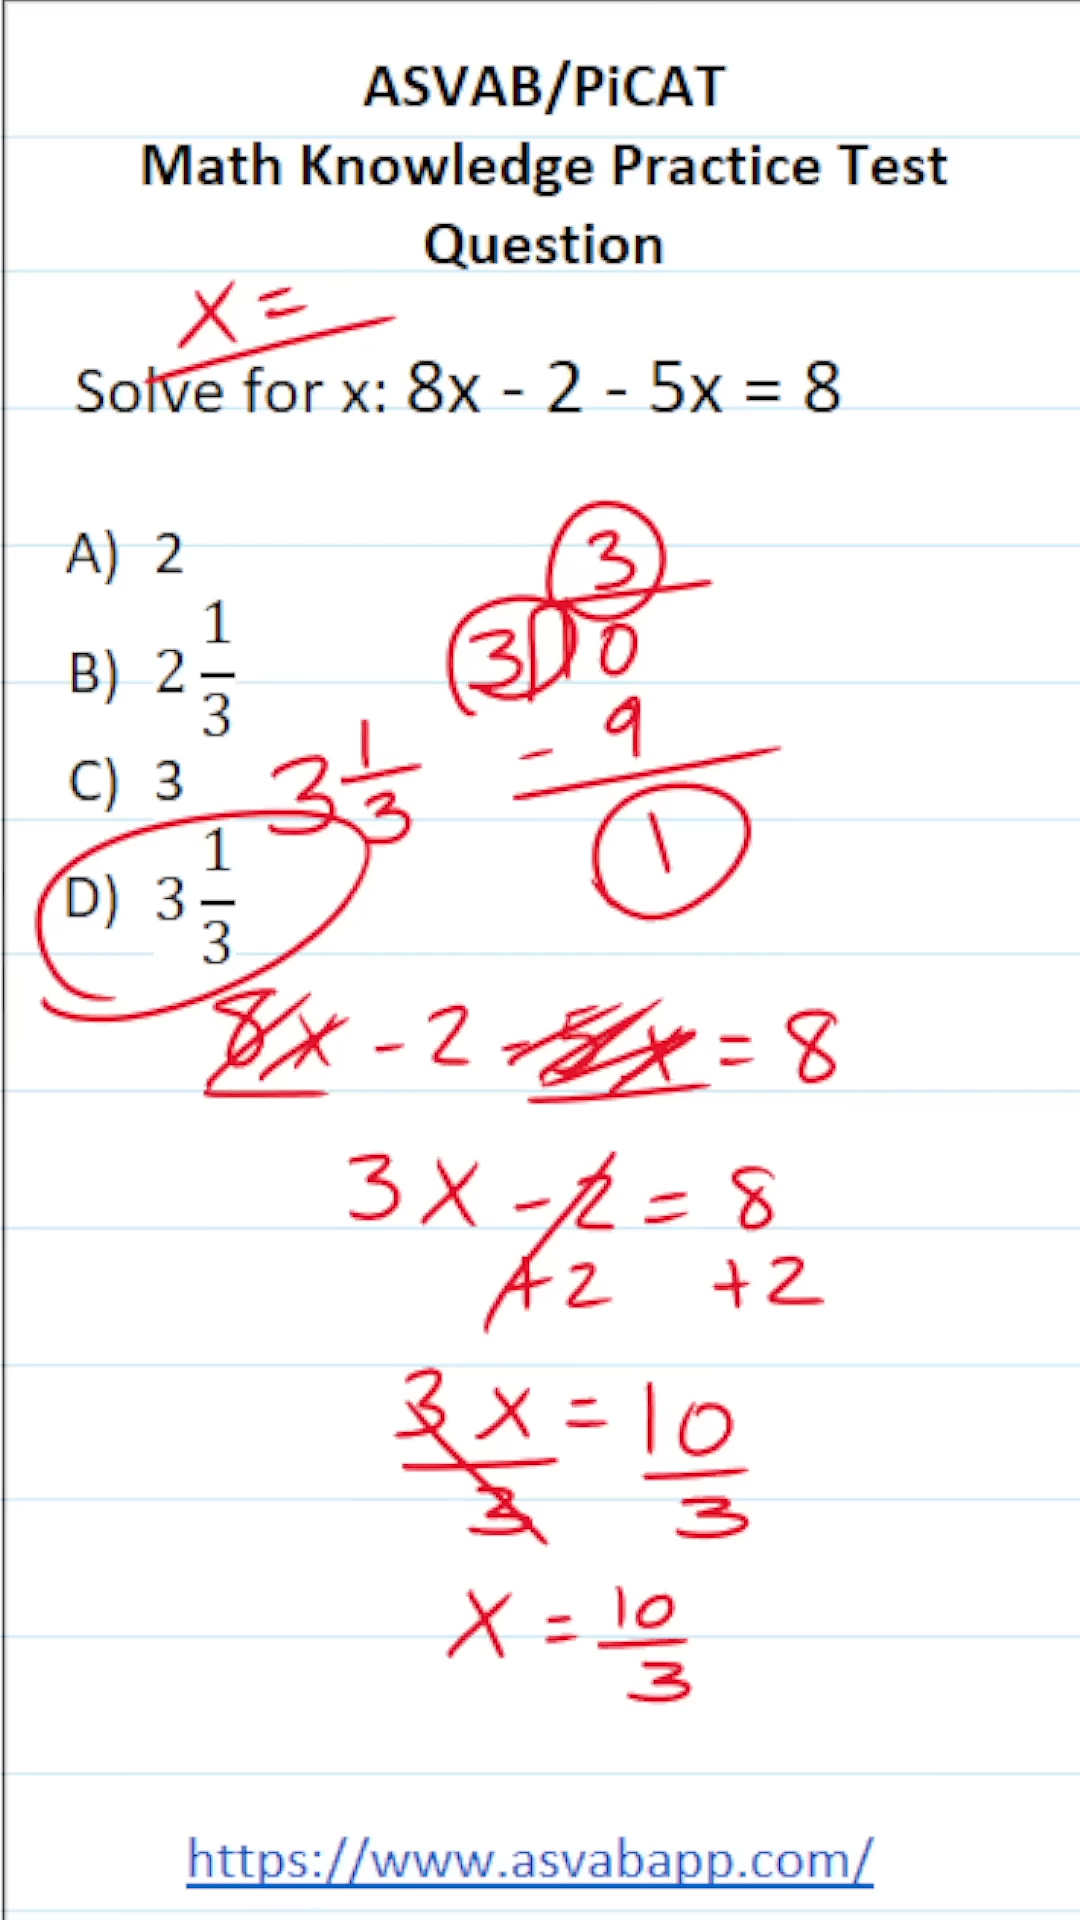 ASVAB/PiCAT
Math Knowledge Practice Test
Question
x =
Solve for x: 8x - 2 - 5x = 8
A) 2
B) 2 1/3
C) 3
D) 3 1/3
3
3 10
- 9
1
3 1/3
8x - 2 - 5x = 8
3x - 2 = 8
+2 +2
3x = 10
3 3
x = 10/3
https://www.asvabapp.com/